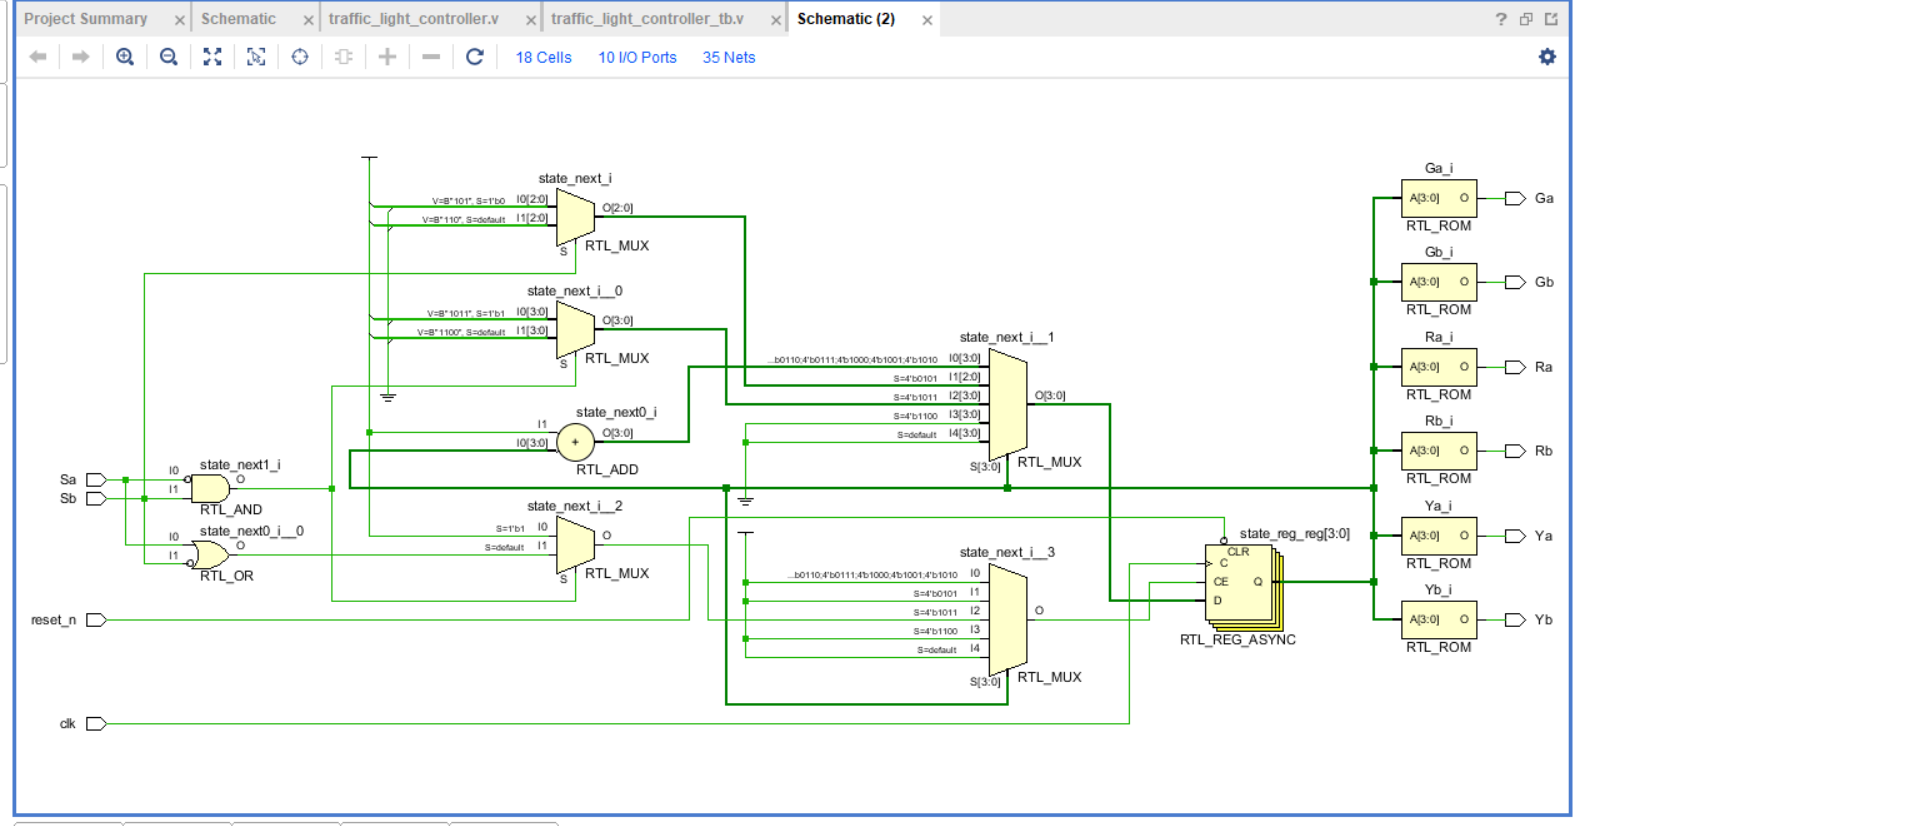 Project Summary
Schematic
traffic_light_controller.v
traffic_light_controller_tb.v
Schematic (2)
18 Cells
10 I/O Ports
35 Nets
state_next_i
V=B"101", S=1'b0 I0[2:0]
V=B"110", S=default I1[2:0]
O[2:0]
S
RTL_MUX
state_next_i__0
V=B"1011", S=1'b1 I0[3:0]
V=B"1100", S=default I1[3:0]
O[3:0]
S
RTL_MUX
state_next0_i
I1
I0[3:0]
+
O[3:0]
RTL_ADD
Sa
Sb
state_next1_i
I0
I1
O
RTL_AND
state_next0_i__0
I0
I1
O
RTL_OR
reset_n
clk
state_next_i__2
S=1'b1 I0
S=default I1
O
S
RTL_MUX
state_next_i__1
...b0110;4'b0111;4'b1000;4'b1001;4'b1010 I0[3:0]
S=4'b0101 I1[2:0]
S=4'b1011 I2[3:0]
S=4'b1100 I3[3:0]
S=default I4[3:0]
O[3:0]
S[3:0]
RTL_MUX
state_next_i__3
...b0110;4'b0111;4'b1000;4'b1001;4'b1010 I0
S=4'b0101 I1
S=4'b1011 I2
S=4'b1100 I3
S=default I4
O
S[3:0]
RTL_MUX
state_reg_reg[3:0]
CLR
C
CE
D
Q
RTL_REG_ASYNC
Ga_i
A[3:0] O
Ga
RTL_ROM
Gb_i
A[3:0] O
Gb
RTL_ROM
Ra_i
A[3:0] O
Ra
RTL_ROM
Rb_i
A[3:0] O
Rb
RTL_ROM
Ya_i
A[3:0] O
Ya
RTL_ROM
Yb_i
A[3:0] O
Yb
RTL_ROM